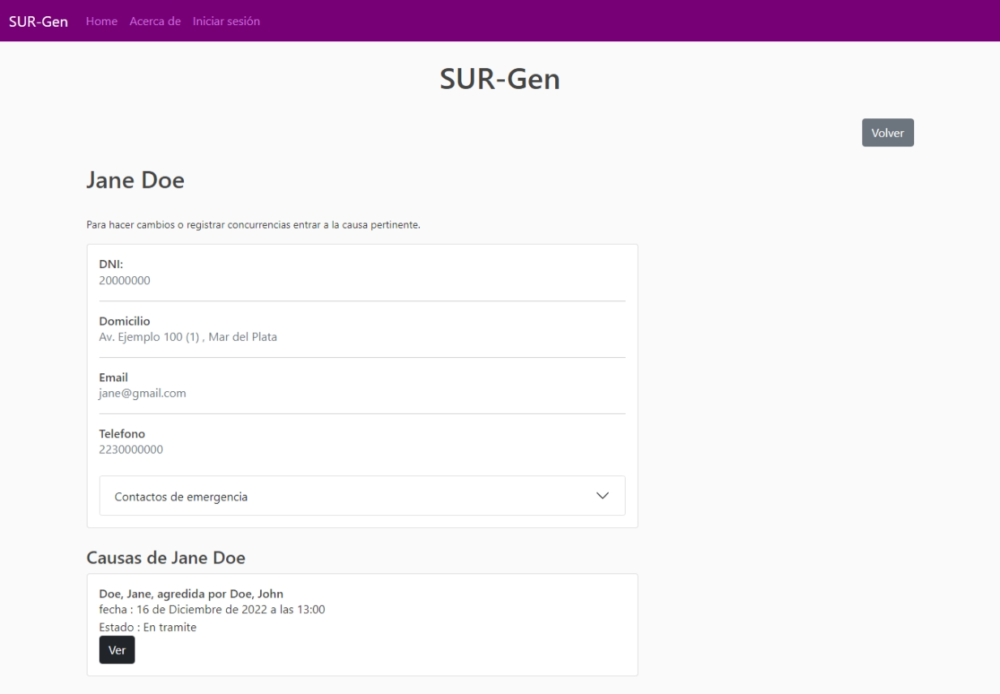 SUR-Gen Home Acerca de Iniciar sesión
SUR-Gen
Volver
Jane Doe
Para hacer cambios o registrar concurrencias entrar a la causa pertinente.
DNI:
20000000
Domicilio
Av. Ejemplo 100 (1) , Mar del Plata
Email
jane@gmail.com
Telefono
2230000000
Contactos de emergencia
Causas de Jane Doe
Doe, Jane, agredida por Doe, John
fecha : 16 de Diciembre de 2022 a las 13:00
Estado : En tramite
Ver